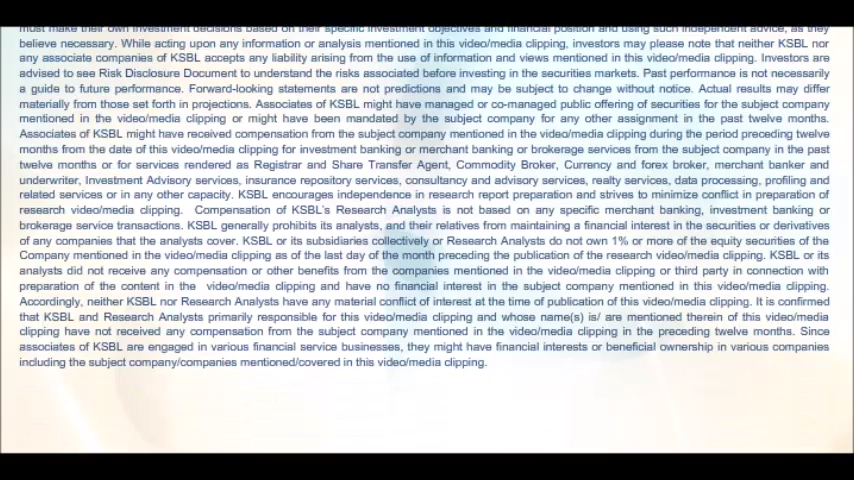 must make their own investment decisions based on their specific investment objectives and financial position and using such independent advice, as they
believe necessary. While acting upon any information or analysis mentioned in this video/media clipping, investors may please note that neither KSBL nor
any associate companies of KSBL accepts any liability arising from the use of information and views mentioned in this video/media clipping. Investors are
advised to see Risk Disclosure Document to understand the risks associated before investing in the securities markets. Past performance is not necessarily
a guide to future performance. Forward-looking statements are not predictions and may be subject to change without notice. Actual results may differ
materially from those set forth in projections. Associates of KSBL might have managed or co-managed public offering of securities for the subject company
mentioned in the video/media clipping or might have been mandated by the subject company for any other assignment in the past twelve months.
Associates of KSBL might have received compensation from the subject company mentioned in the video/media clipping during the period preceding twelve
months from the date of this video/media clipping for investment banking or merchant banking or brokerage services from the subject company in the past
twelve months or for services rendered as Registrar and Share Transfer Agent, Commodity Broker, Currency and forex broker, merchant banker and
underwriter, Investment Advisory services, insurance repository services, consultancy and advisory services, realty services, data processing, profiling and
related services or in any other capacity. KSBL encourages independence in research report preparation and strives to minimize conflict in preparation of
research video/media clipping. Compensation of KSBL's Research Analysts is not based on any specific merchant banking, investment banking or
brokerage service transactions. KSBL generally prohibits its analysts, and their relatives from maintaining a financial interest in the securities or derivatives
of any companies that the analysts cover. KSBL or its subsidiaries collectively or Research Analysts do not own 1% or more of the equity securities of the
Company mentioned in the video/media clipping as of the last day of the month preceding the publication of the research video/media clipping. KSBL or its
analysts did not receive any compensation or other benefits from the companies mentioned in the video/media clipping or third party in connection with
preparation of the content in the video/media clipping and have no financial interest in the subject company mentioned in this video/media clipping.
Accordingly, neither KSBL nor Research Analysts have any material conflict of interest at the time of publication of this video/media clipping. It is confirmed
that KSBL and Research Analysts primarily responsible for this video/media clipping and whose name(s) is/ are mentioned therein of this video/media
clipping have not received any compensation from the subject company mentioned in the video/media clipping in the preceding twelve months. Since
associates of KSBL are engaged in various financial service businesses, they might have financial interests or beneficial ownership in various companies
including the subject company/companies mentioned/covered in this video/media clipping.